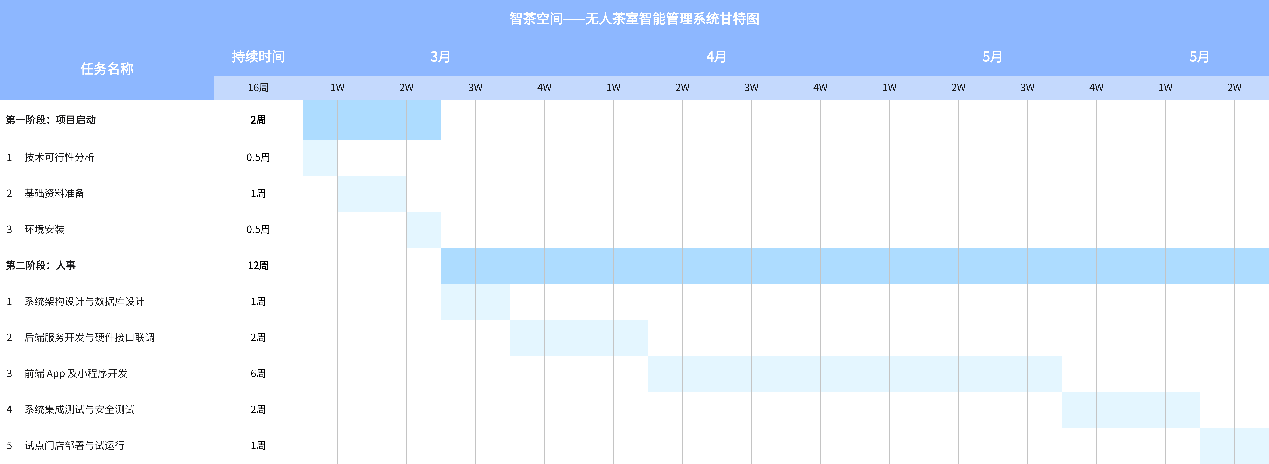 智茶空间——无人茶室智能管理系统甘特图
任务名称 持续时间 3月 4月 5月 5月
16周 1W 2W 3W 4W 1W 2W 3W 4W 1W 2W 3W 4W 1W 2W
第一阶段：项目启动 2周
1 技术可行性分析 0.5周
2 基础资料准备 1周
3 环境安装 0.5周
第二阶段：人事 12周
1 系统架构设计与数据库设计 1周
2 后端服务开发与硬件接口联调 2周
3 前端 App 及小程序开发 6周
4 系统集成测试与安全测试 2周
5 试点门店部署与试运行 1周